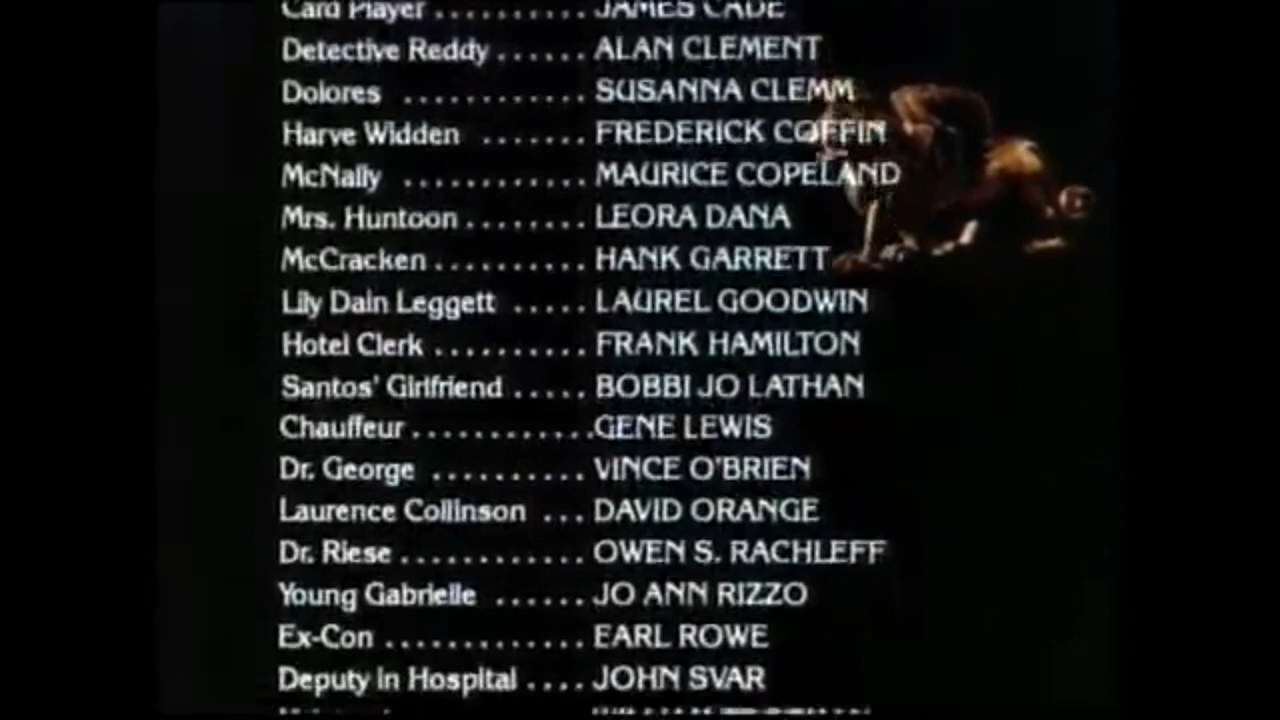 Card Player .......... JAMES CADE
Detective Reddy ...... ALAN CLEMENT
Dolores ............ SUSANNA CLEMM
Harve Widden ....... FREDERICK COFFIN
McNally ............ MAURICE COPELAND
Mrs. Huntoon ........ LEORA DANA
McCracken .......... HANK GARRETT
Lily Dain Leggett ..... LAUREL GOODWIN
Hotel Clerk .......... FRANK HAMILTON
Santos' Girlfriend ..... BOBBI JO LATHAN
Chauffeur ............ GENE LEWIS
Dr. George .......... VINCE O'BRIEN
Laurence Collinson ... DAVID ORANGE
Dr. Riese ............ OWEN S. RACHLEFF
Young Gabrielle ...... JO ANN RIZZO
Ex-Con ............. EARL ROWE
Deputy in Hospital .... JOHN SVAR